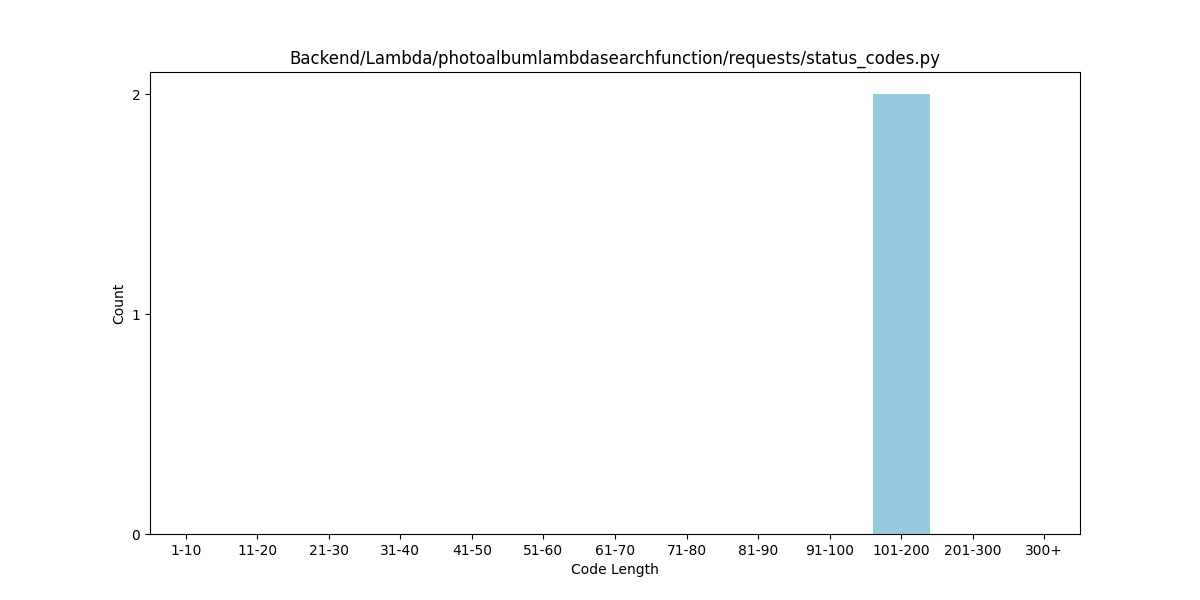 Backend/Lambda/photoalbumlambdasearchfunction/requests/status_codes.py
2
1
0
Count
1-10 11-20 21-30 31-40 41-50 51-60 61-70 71-80 81-90 91-100 101-200 201-300 300+
Code Length